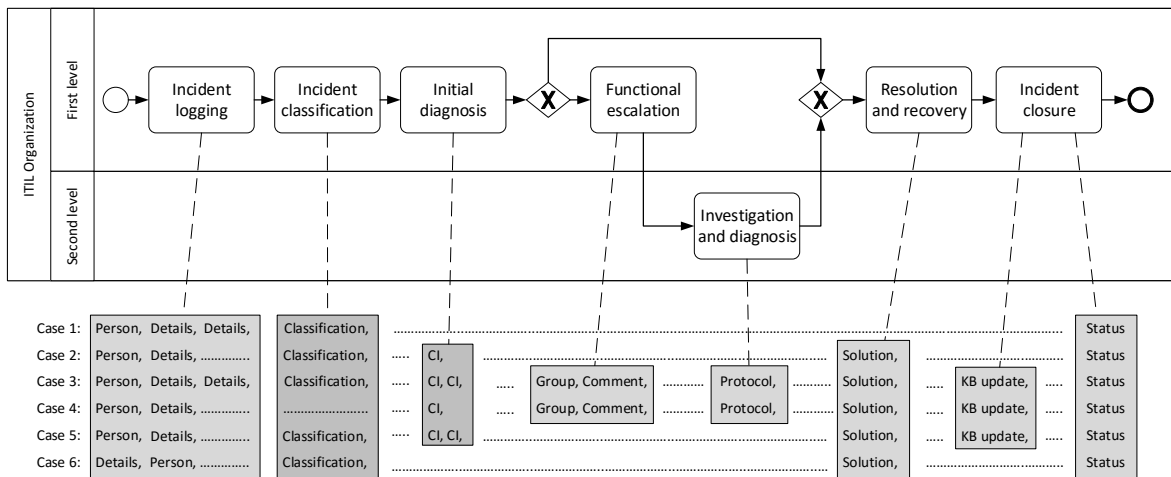 ITIL Organization
First level
Second level
Incident
logging
Incident
classification
Initial
diagnosis
X
Functional
escalation
X
Resolution
and recovery
Incident
closure
Investigation
and diagnosis
Case 1: Person, Details, Details, Classification, Status
Case 2: Person, Details, Classification, CI, Solution, Status
Case 3: Person, Details, Details, Classification, CI, CI, Group, Comment, Protocol, Solution, KB update, Status
Case 4: Person, Details, CI, Group, Comment, Protocol, Solution, KB update, Status
Case 5: Person, Details, Classification, CI, CI, Solution, KB update, Status
Case 6: Details, Person, Classification, Solution, Status